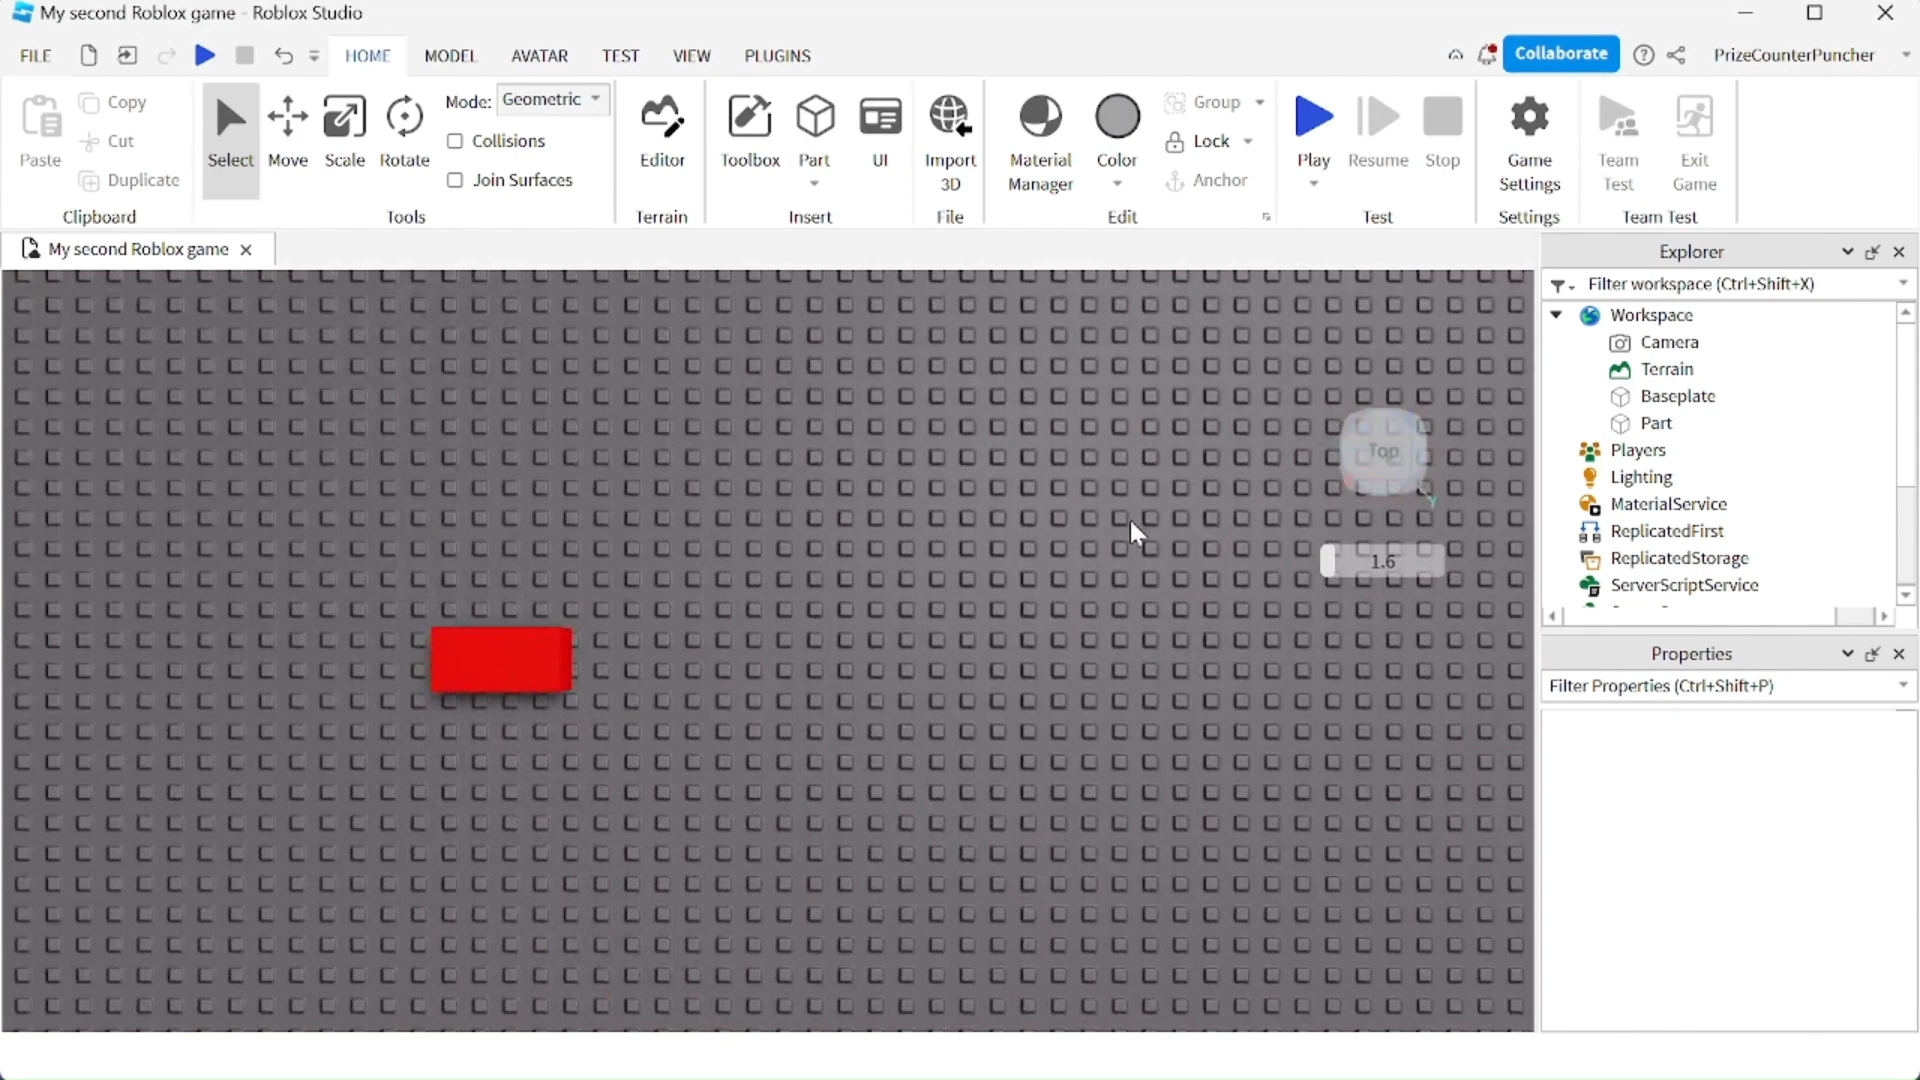 My second Roblox game - Roblox Studio
FILE
HOME
MODEL
AVATAR
TEST
VIEW
PLUGINS
Collaborate
PrizeCounterPuncher
Paste
Copy
Cut
Duplicate
Clipboard
Select
Move
Scale
Rotate
Mode: Geometric
Collisions
Join Surfaces
Tools
Editor
Terrain
Toolbox
Part
UI
Insert
Import
3D
File
Material
Manager
Color
Group
Lock
Anchor
Edit
Play
Resume
Stop
Test
Game
Settings
Settings
Team
Test
Exit
Game
Team Test
My second Roblox game
Top
Y
1.6
Explorer
Filter workspace (Ctrl+Shift+X)
Workspace
Camera
Terrain
Baseplate
Part
Players
Lighting
MaterialService
ReplicatedFirst
ReplicatedStorage
ServerScriptService
Properties
Filter Properties (Ctrl+Shift+P)